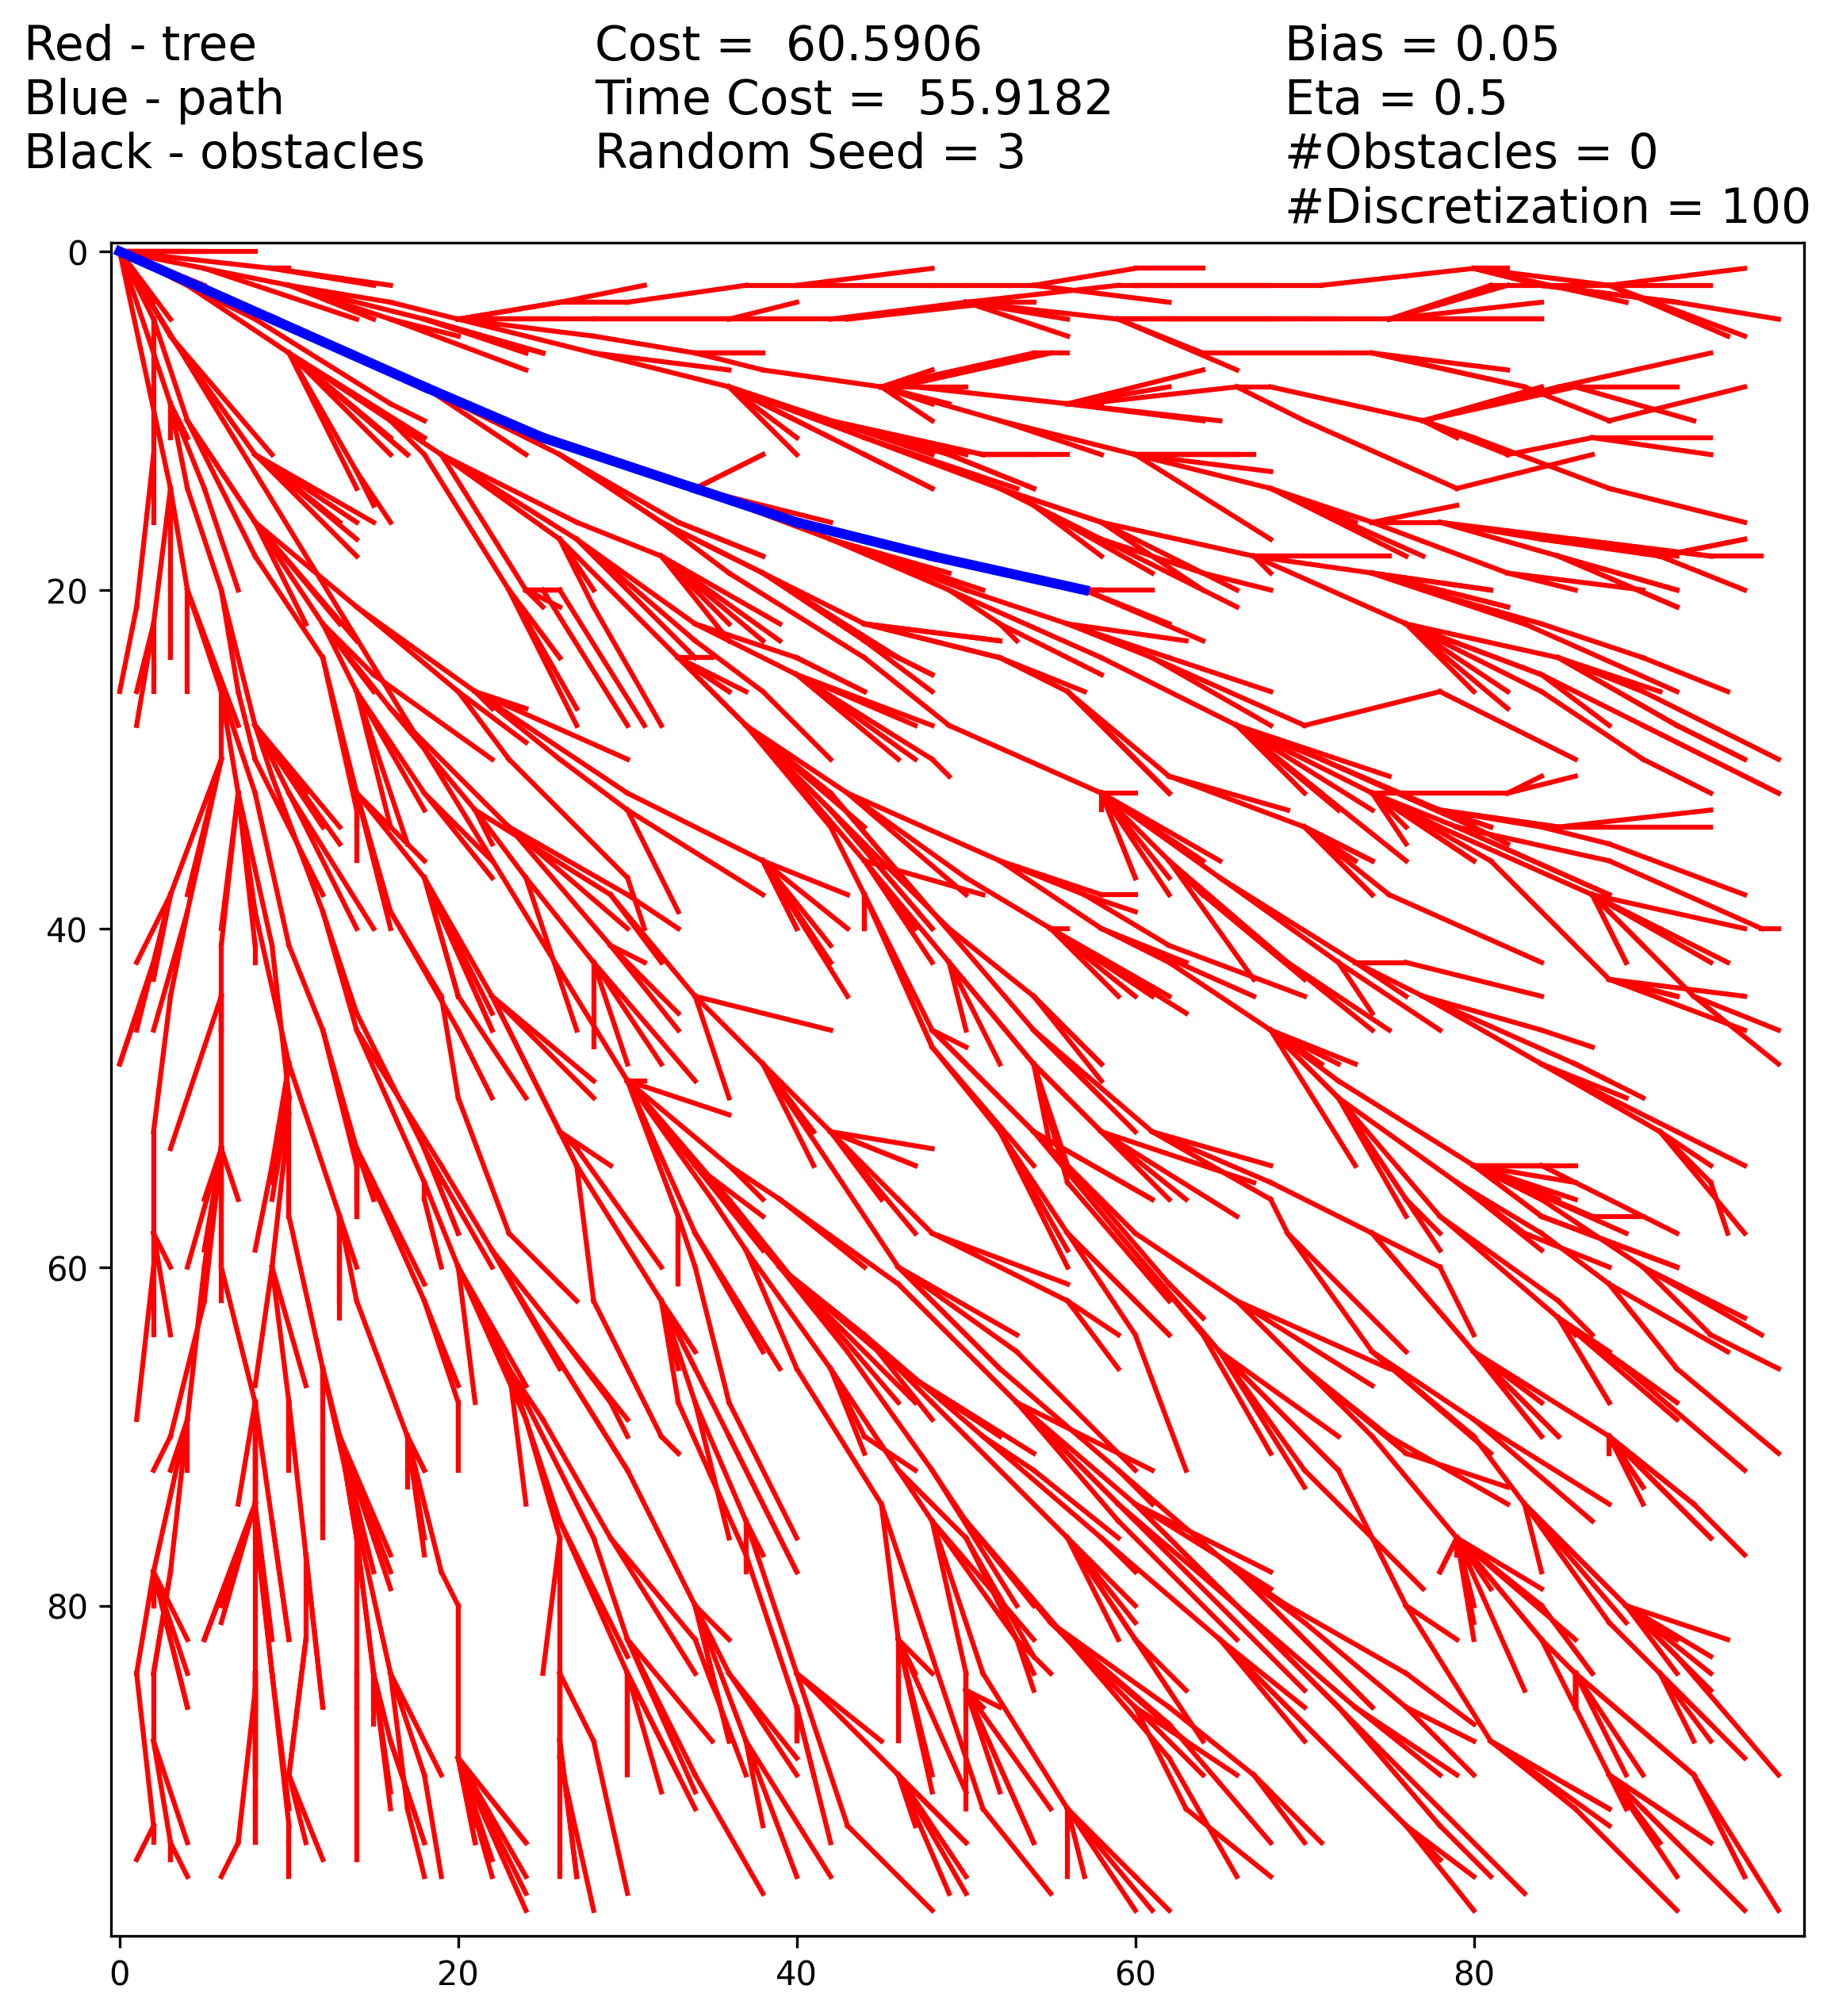 Red - tree
Blue - path
Black - obstacles
Cost =  60.5906
Time Cost =  55.9182
Random Seed = 3
Bias = 0.05
Eta = 0.5
#Obstacles = 0
#Discretization = 100
0
20
40
60
80
0
20
40
60
80